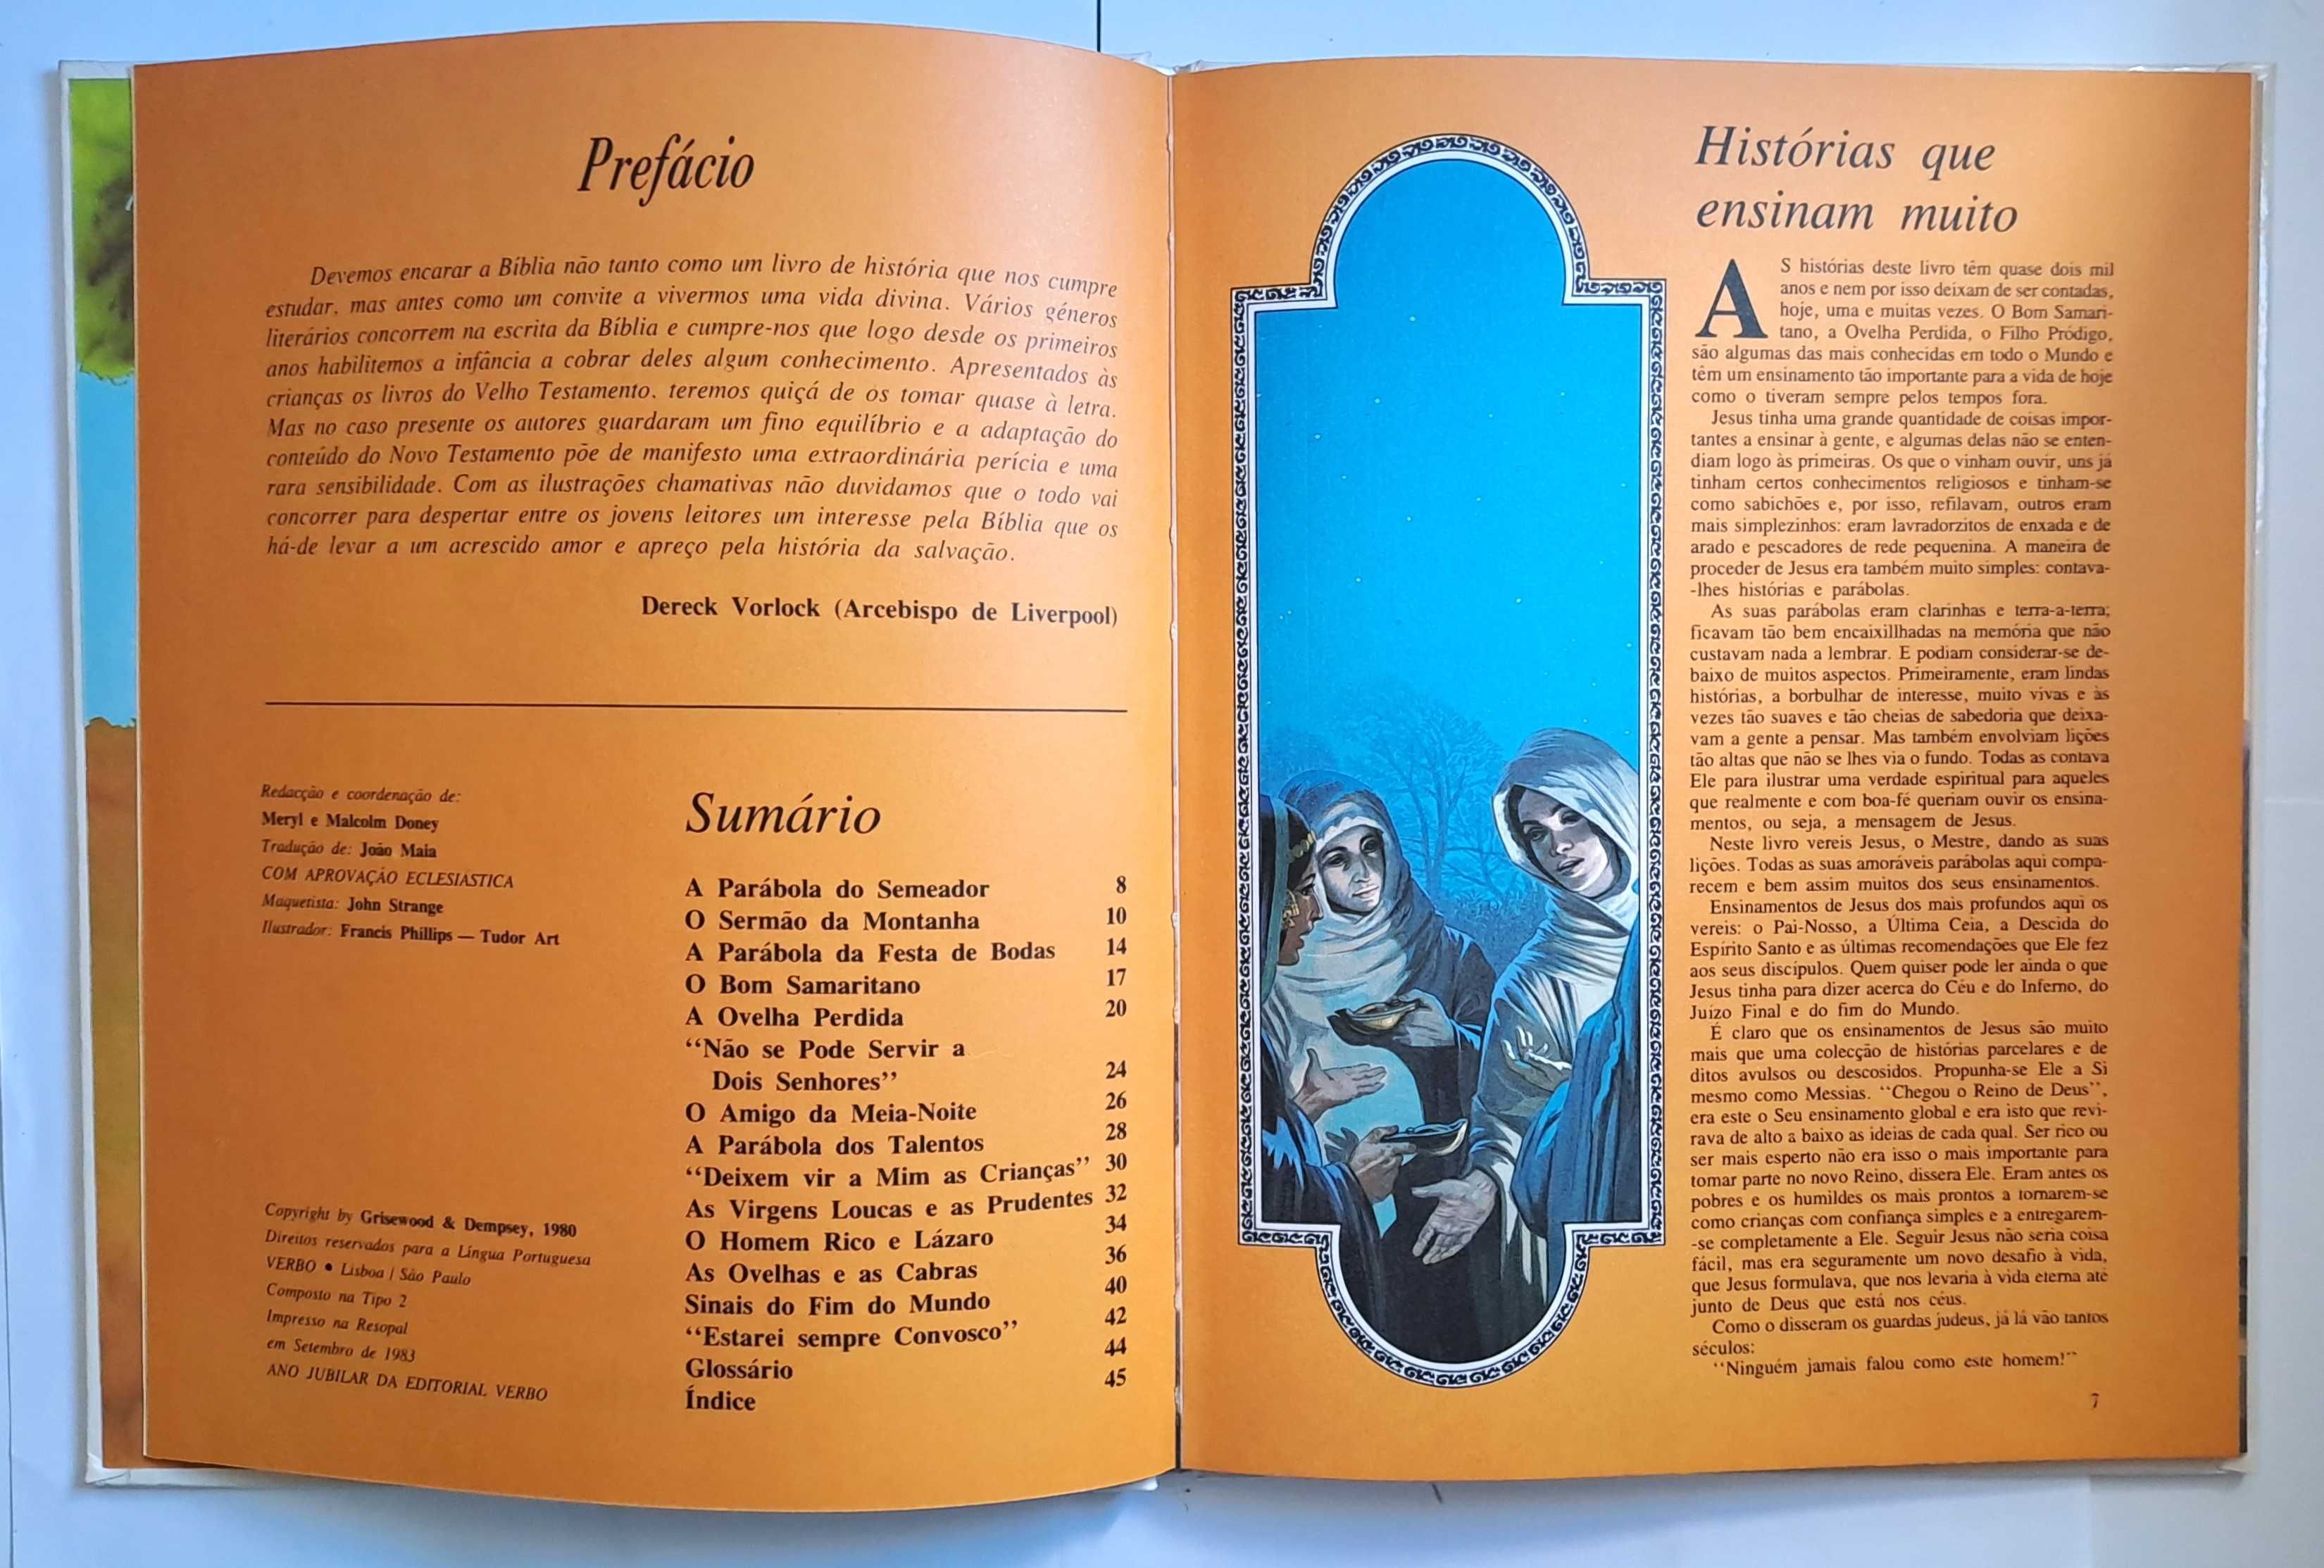 Prefácio
Devemos encarar a Bíblia não tanto como um livro de história que nos cumpre
estudar, mas antes como um convite a vivermos uma vida divina. Vários géneros
literários concorrem na escrita da Bíblia e cumpre-nos que logo desde os primeiros
anos habilitemos a infância a cobrar deles algum conhecimento. Apresentados às
crianças os livros do Velho Testamento, teremos quiçá de os tomar quase à letra.
Mas no caso presente os autores guardaram um fino equilíbrio e a adaptação do
conteúdo do Novo Testamento põe de manifesto uma extraordinária perícia e uma
rara sensibilidade. Com as ilustrações chamativas não duvidamos que o todo vai
concorrer para despertar entre os jovens leitores um interesse pela Bíblia que os
há-de levar a um acrescido amor e apreço pela história da salvação.
Dereck Vorlock (Arcebispo de Liverpool)
Redacção e coordenação de:
Meryl e Malcolm Doney
Tradução de: João Maia
COM APROVAÇÃO ECLESIÁSTICA
Maquetista: John Strange
Ilustrador: Francis Phillips — Tudor Art
Copyright by Grisewood & Dempsey, 1980
Direitos reservados para a Língua Portuguesa
VERBO • Lisboa / São Paulo
Composto na Tipo 2
Impresso na Resopal
em Setembro de 1983
ANO JUBILAR DA EDITORIAL VERBO
Sumário
A Parábola do Semeador 8
O Sermão da Montanha 10
A Parábola da Festa de Bodas 14
O Bom Samaritano 17
A Ovelha Perdida 20
“Não se Pode Servir a
Dois Senhores” 24
O Amigo da Meia-Noite 26
A Parábola dos Talentos 28
“Deixem vir a Mim as Crianças” 30
As Virgens Loucas e as Prudentes 32
O Homem Rico e Lázaro 34
As Ovelhas e as Cabras 36
Sinais do Fim do Mundo 40
“Estarei sempre Convosco” 42
Glossário 44
Índice 45
Histórias que
ensinam muito
AS histórias deste livro têm quase dois mil
anos e nem por isso deixam de ser contadas,
hoje, uma e muitas vezes. O Bom Samari-
tano, a Ovelha Perdida, o Filho Pródigo,
são algumas das mais conhecidas em todo o Mundo e
têm um ensinamento tão importante para a vida de hoje
como o tiveram sempre pelos tempos fora.
Jesus tinha uma grande quantidade de coisas impor-
tantes a ensinar à gente, e algumas delas não se enten-
diam logo às primeiras. Os que o vinham ouvir, uns já
tinham certos conhecimentos religiosos e tinham-se
como sabichões e, por isso, refilavam, outros eram
mais simplezinhos: eram lavradorzitos de enxada e de
arado e pescadores de rede pequenina. A maneira de
proceder de Jesus era também muito simples: contava-
-lhes histórias e parábolas.
As suas parábolas eram clarinhas e terra-a-terra;
ficavam tão bem encaixillhadas na memória que não
custavam nada a lembrar. E podiam considerar-se de-
baixo de muitos aspectos. Primeiramente, eram lindas
histórias, a borbulhar de interesse, muito vivas e às
vezes tão suaves e tão cheias de sabedoria que deixa-
vam a gente a pensar. Mas também envolviam lições
tão altas que não se lhes via o fundo. Todas as contava
Ele para ilustrar uma verdade espiritual para aqueles
que realmente e com boa-fé queriam ouvir os ensina-
mentos, ou seja, a mensagem de Jesus.
Neste livro vereis Jesus, o Mestre, dando as suas
lições. Todas as suas amoráveis parábolas aqui compa-
recem e bem assim muitos dos seus ensinamentos.
Ensinamentos de Jesus dos mais profundos aqui os
vereis: o Pai-Nosso, a Última Ceia, a Descida do
Espírito Santo e as últimas recomendações que Ele fez
aos seus discípulos. Quem quiser pode ler ainda o que
Jesus tinha para dizer acerca do Céu e do Inferno, do
Juízo Final e do fim do Mundo.
É claro que os ensinamentos de Jesus são muito
mais que uma colecção de histórias parcelares e de
ditos avulsos ou descosidos. Propunha-se Ele a Si
mesmo como Messias. “Chegou o Reino de Deus”,
era este o Seu ensinamento global e era isto que revi-
rava de alto a baixo as ideias de cada qual. Ser rico ou
ser mais esperto não era isso o mais importante para
tomar parte no novo Reino, dissera Ele. Eram antes os
pobres e os humildes os mais prontos a tornarem-se
como crianças com confiança simples e a entregarem-
-se completamente a Ele. Seguir Jesus não seria coisa
fácil, mas era seguramente um novo desafio à vida,
que Jesus formulava, que nos levaria à vida eterna até
junto de Deus que está nos céus.
Como o disseram os guardas judeus, já lá vão tantos
séculos:
“Ninguém jamais falou como este homem!”
7